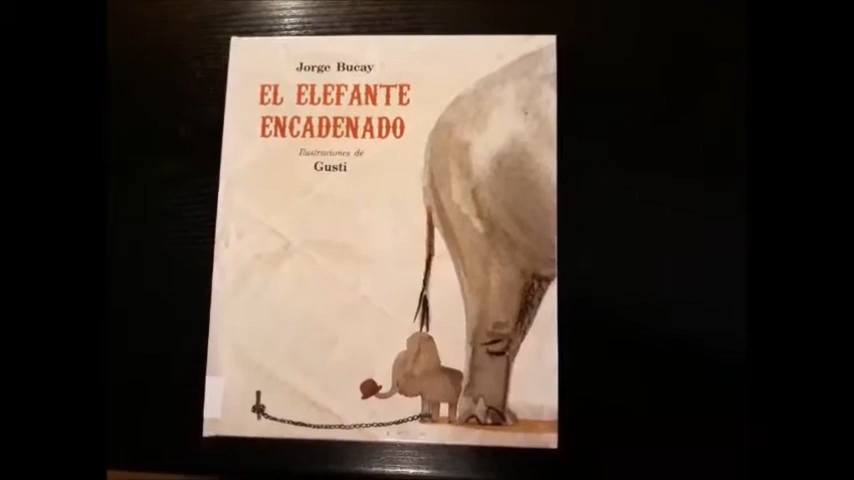 Jorge Bucay
EL ELEFANTE
ENCADENADO
Ilustraciones de
Gusti